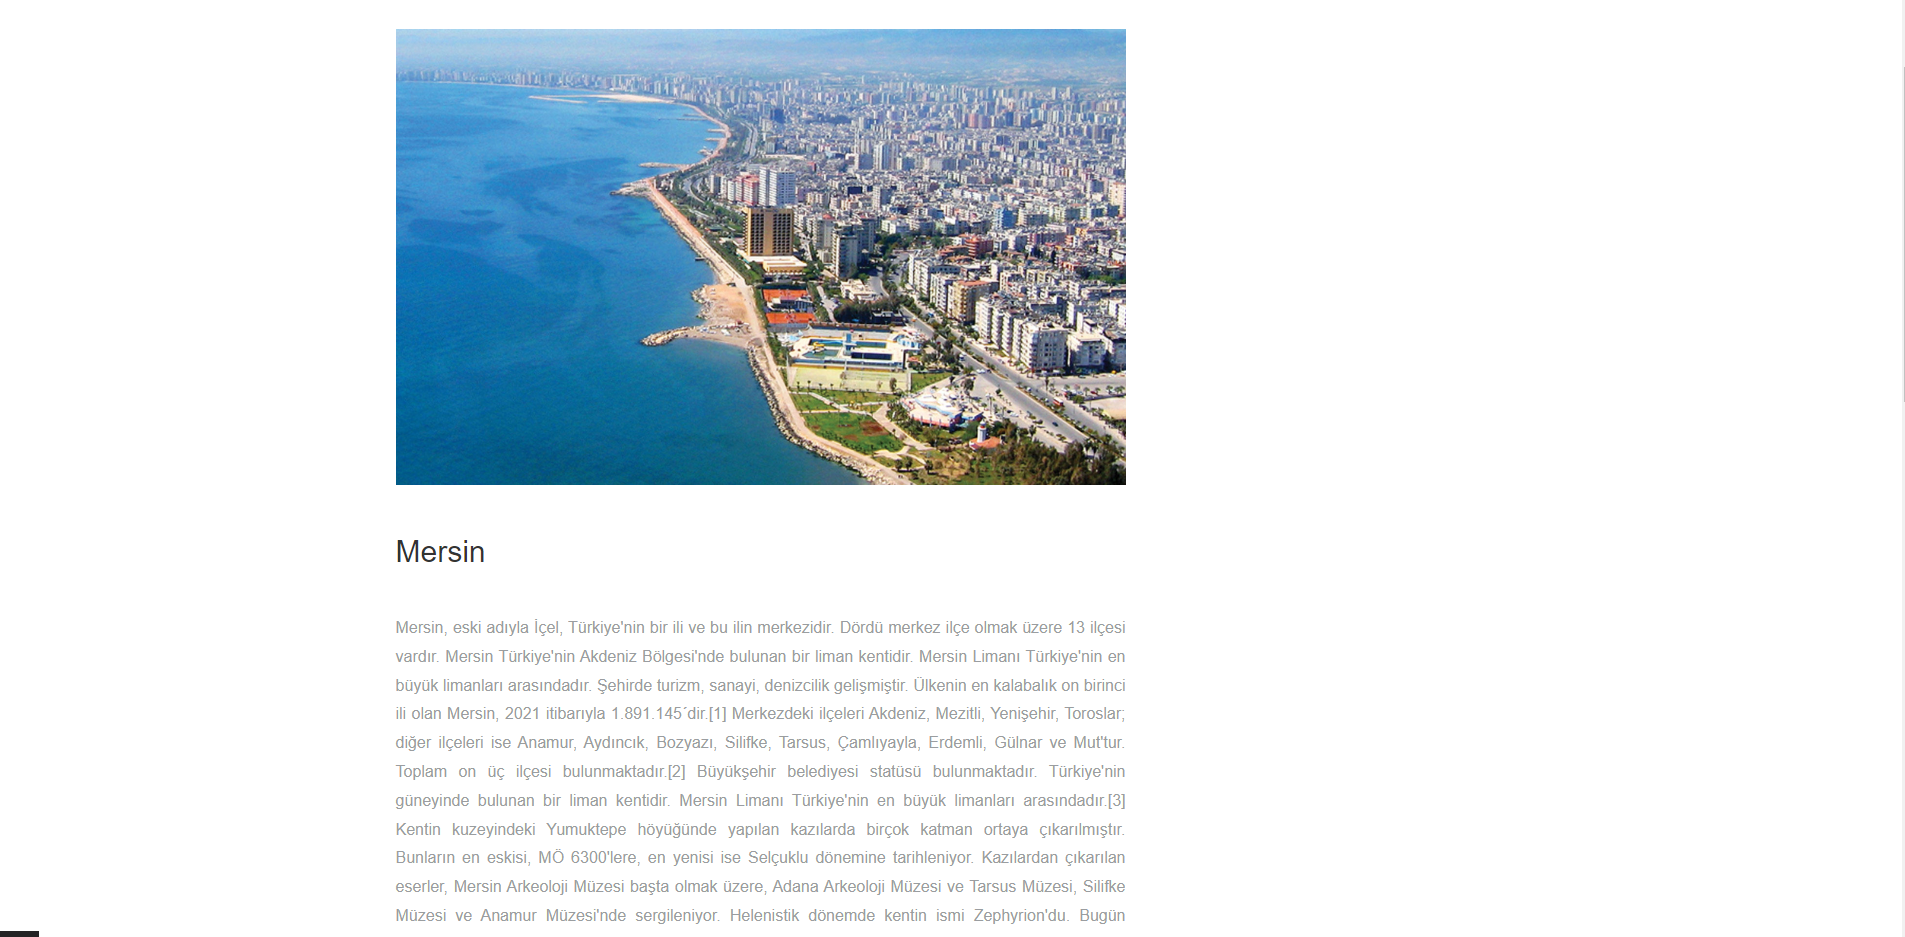 Mersin
Mersin, eski adıyla İçel, Türkiye'nin bir ili ve bu ilin merkezidir. Dördü merkez ilçe olmak üzere 13 ilçesi
vardır. Mersin Türkiye'nin Akdeniz Bölgesi'nde bulunan bir liman kentidir. Mersin Limanı Türkiye'nin en
büyük limanları arasındadır. Şehirde turizm, sanayi, denizcilik gelişmiştir. Ülkenin en kalabalık on birinci
ili olan Mersin, 2021 itibarıyla 1.891.145´dir.[1] Merkezdeki ilçeleri Akdeniz, Mezitli, Yenişehir, Toroslar;
diğer ilçeleri ise Anamur, Aydıncık, Bozyazı, Silifke, Tarsus, Çamlıyayla, Erdemli, Gülnar ve Mut'tur.
Toplam on üç ilçesi bulunmaktadır.[2] Büyükşehir belediyesi statüsü bulunmaktadır. Türkiye'nin
güneyinde bulunan bir liman kentidir. Mersin Limanı Türkiye'nin en büyük limanları arasındadır.[3]
Kentin kuzeyindeki Yumuktepe höyüğünde yapılan kazılarda birçok katman ortaya çıkarılmıştır.
Bunların en eskisi, MÖ 6300'lere, en yenisi ise Selçuklu dönemine tarihleniyor. Kazılardan çıkarılan
eserler, Mersin Arkeoloji Müzesi başta olmak üzere, Adana Arkeoloji Müzesi ve Tarsus Müzesi, Silifke
Müzesi ve Anamur Müzesi'nde sergileniyor. Helenistik dönemde kentin ismi Zephyrion'du. Bugün